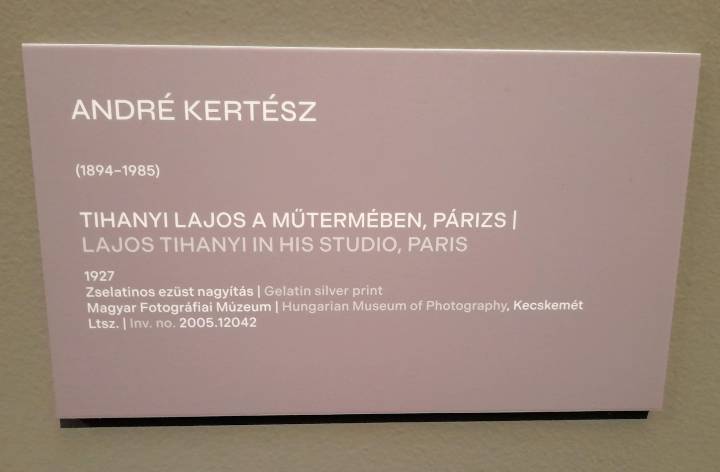 ANDRÉ KERTÉSZ
(1894–1985)
TIHANYI LAJOS A MŰTERMÉBEN, PÁRIZS |
LAJOS TIHANYI IN HIS STUDIO, PARIS
1927
Zselatinos ezüst nagyítás | Gelatin silver print
Magyar Fotográfiai Múzeum | Hungarian Museum of Photography, Kecskemét
Ltsz. | Inv. no. 2005.12042